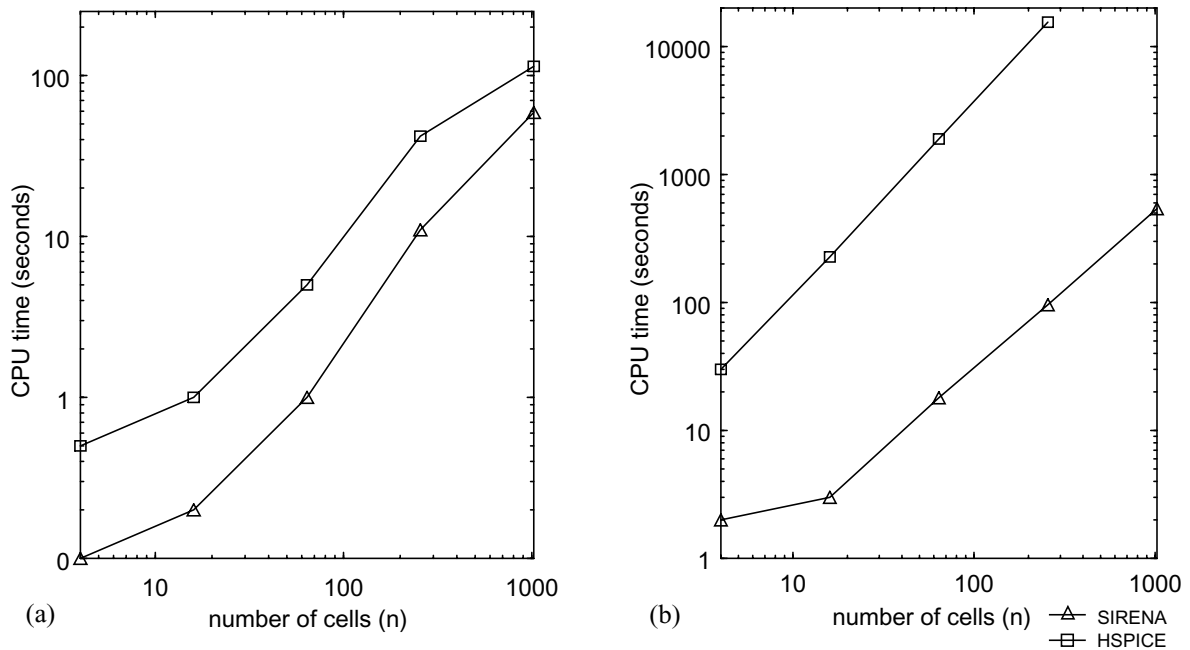 100
10
1
0
CPU time (seconds)
10
100
1000
number of cells (n)
(a)
10000
1000
100
10
1
CPU time (seconds)
10
100
1000
number of cells (n)
(b)
SIRENA
HSPICE